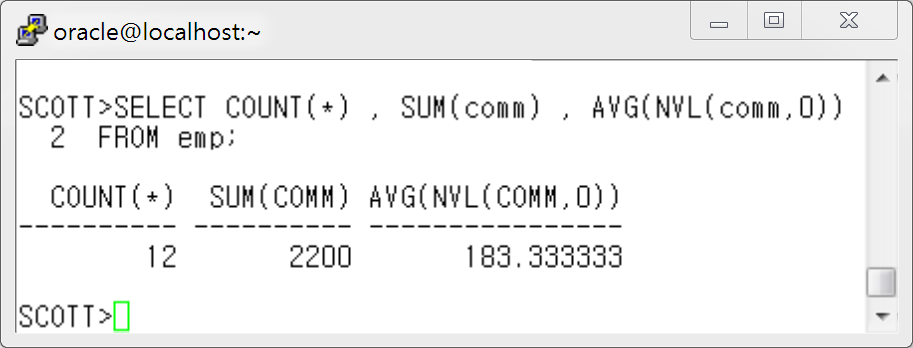 oracle@localhost:~
SCOTT>SELECT COUNT(*) , SUM(comm) , AVG(NVL(comm,0))
  2  FROM emp;
  COUNT(*)  SUM(COMM) AVG(NVL(COMM,0))
---------- ---------- ----------------
        12       2200       183.333333
SCOTT>